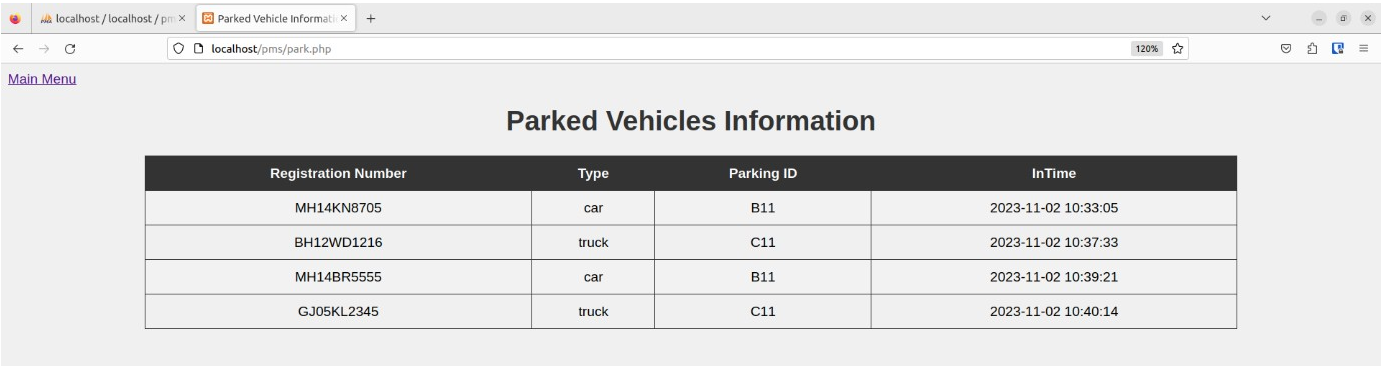 localhost / localhost / pm
Parked Vehicle Informati
localhost/pms/park.php
120%
Main Menu
Parked Vehicles Information
Registration Number Type Parking ID InTime
MH14KN8705 car B11 2023-11-02 10:33:05
BH12WD1216 truck C11 2023-11-02 10:37:33
MH14BR5555 car B11 2023-11-02 10:39:21
GJ05KL2345 truck C11 2023-11-02 10:40:14